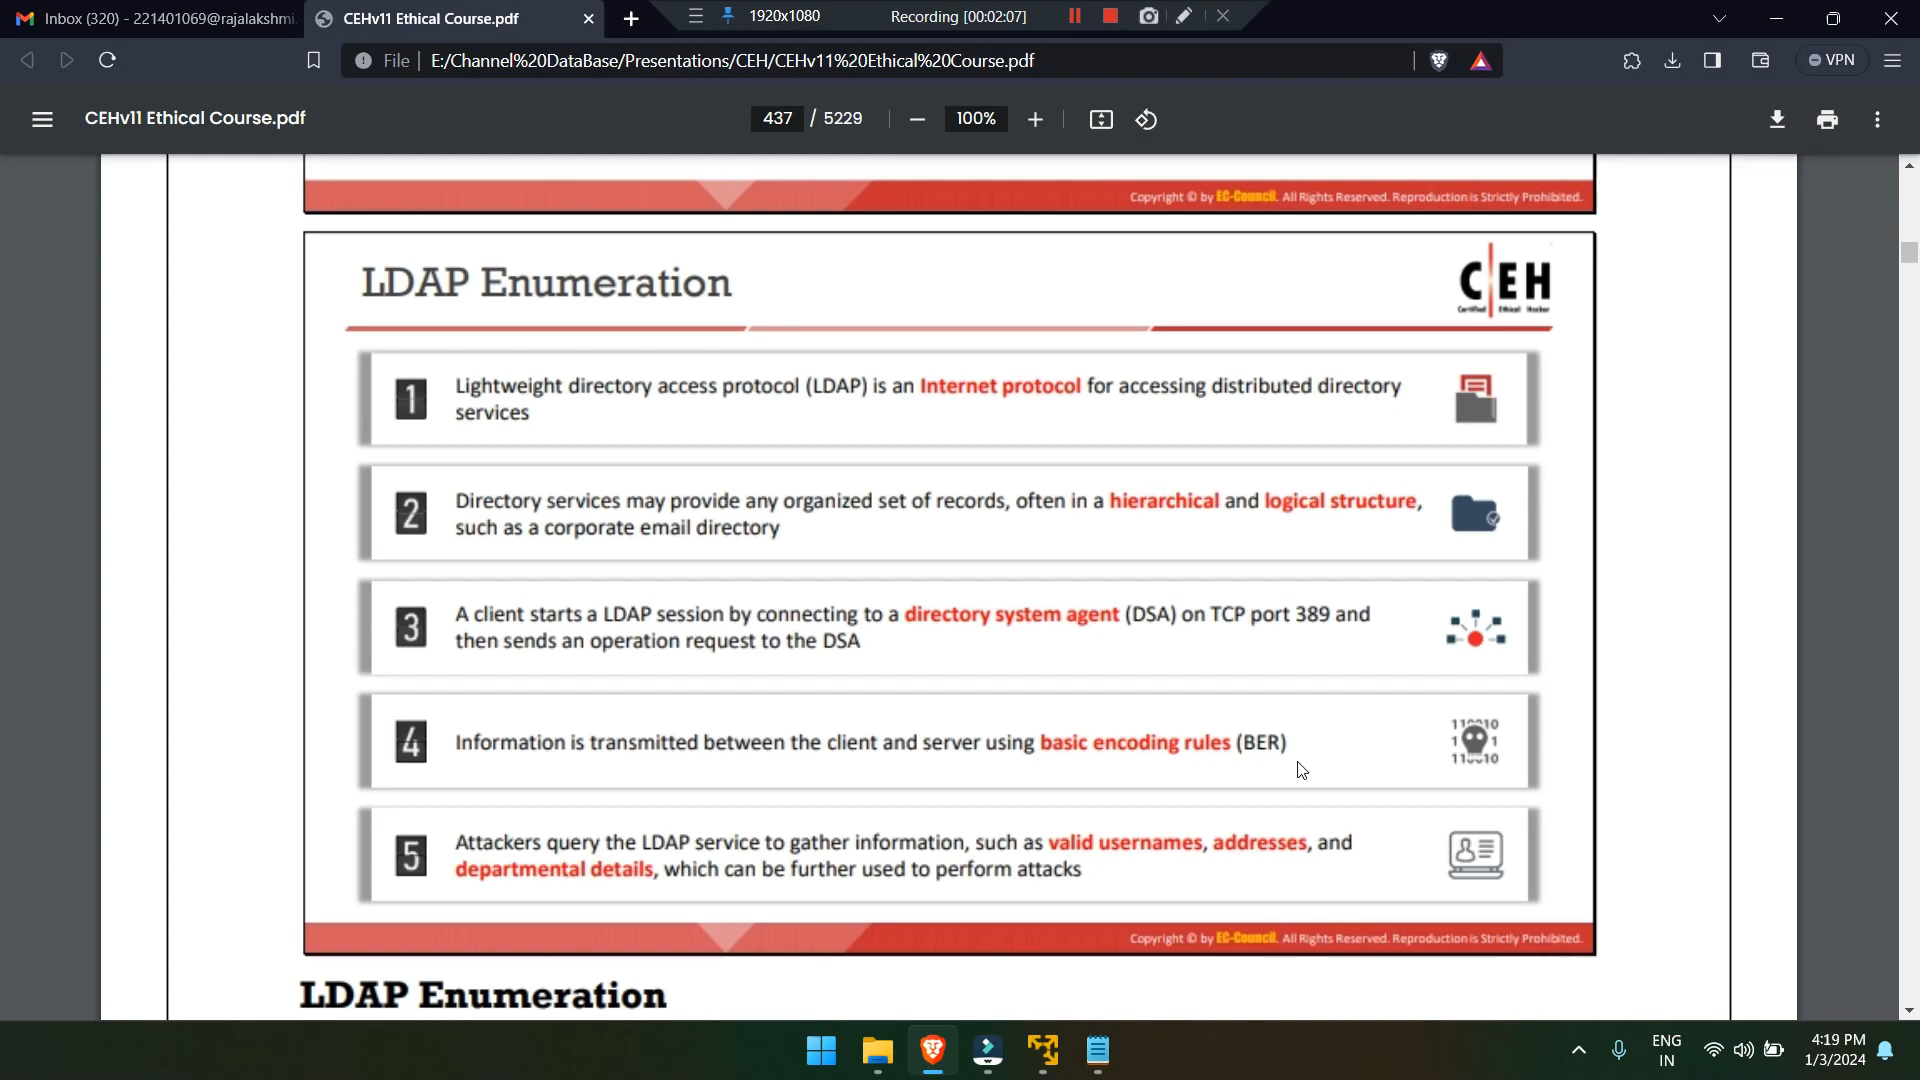 Inbox (320) - 221401069@rajalakshmi.
CEHv11 Ethical Course.pdf
1920x1080
Recording [00:02:07]
File
E:/Channel%20DataBase/Presentations/CEH/CEHv11%20Ethical%20Course.pdf
VPN
CEHv11 Ethical Course.pdf
437 / 5229
100%
Copyright © by EC-Council. All Rights Reserved. Reproduction is Strictly Prohibited.
LDAP Enumeration
CEH
Certified Ethical Hacker
1
Lightweight directory access protocol (LDAP) is an Internet protocol for accessing distributed directory
services
2
Directory services may provide any organized set of records, often in a hierarchical and logical structure,
such as a corporate email directory
3
A client starts a LDAP session by connecting to a directory system agent (DSA) on TCP port 389 and
then sends an operation request to the DSA
4
Information is transmitted between the client and server using basic encoding rules (BER)
5
Attackers query the LDAP service to gather information, such as valid usernames, addresses, and
departmental details, which can be further used to perform attacks
Copyright © by EC-Council. All Rights Reserved. Reproduction is Strictly Prohibited.
LDAP Enumeration
ENG
IN
4:19 PM
1/3/2024